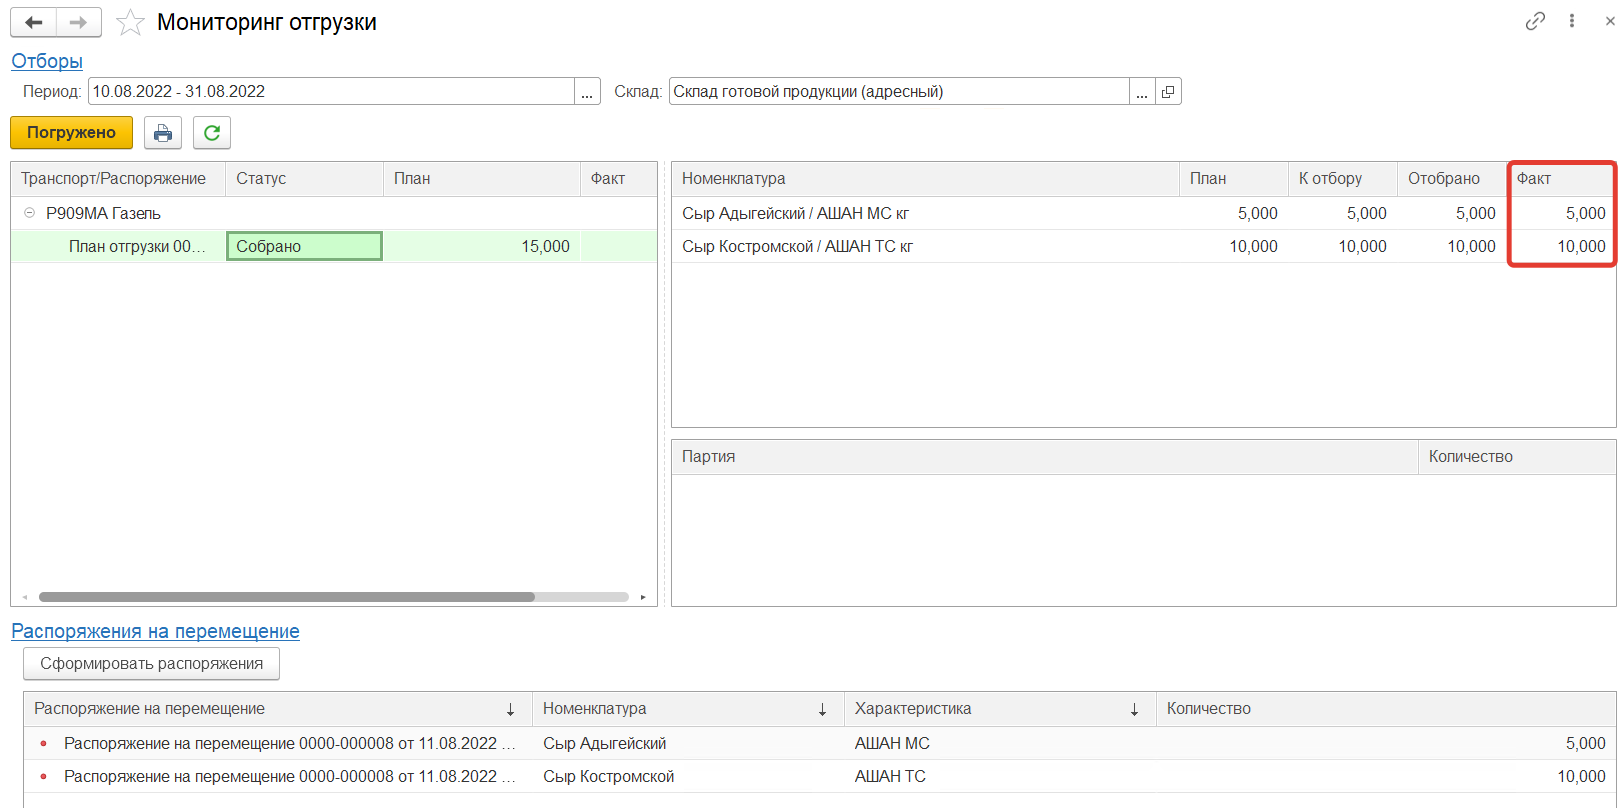 Мониторинг отгрузки
Отборы
Период: 10.08.2022 - 31.08.2022 ... Склад: Склад готовой продукции (адресный) ...
Погружено
Транспорт/Распоряжение Статус План Факт
Р909МА Газель
План отгрузки 00... Собрано 15,000
Номенклатура План К отбору Отобрано Факт
Сыр Адыгейский / АШАН МС кг 5,000 5,000 5,000 5,000
Сыр Костромской / АШАН ТС кг 10,000 10,000 10,000 10,000
Партия Количество
Распоряжения на перемещение
Сформировать распоряжения
Распоряжение на перемещение Номенклатура Характеристика Количество
Распоряжение на перемещение 0000-000008 от 11.08.2022 ... Сыр Адыгейский АШАН МС 5,000
Распоряжение на перемещение 0000-000008 от 11.08.2022 ... Сыр Костромской АШАН ТС 10,000